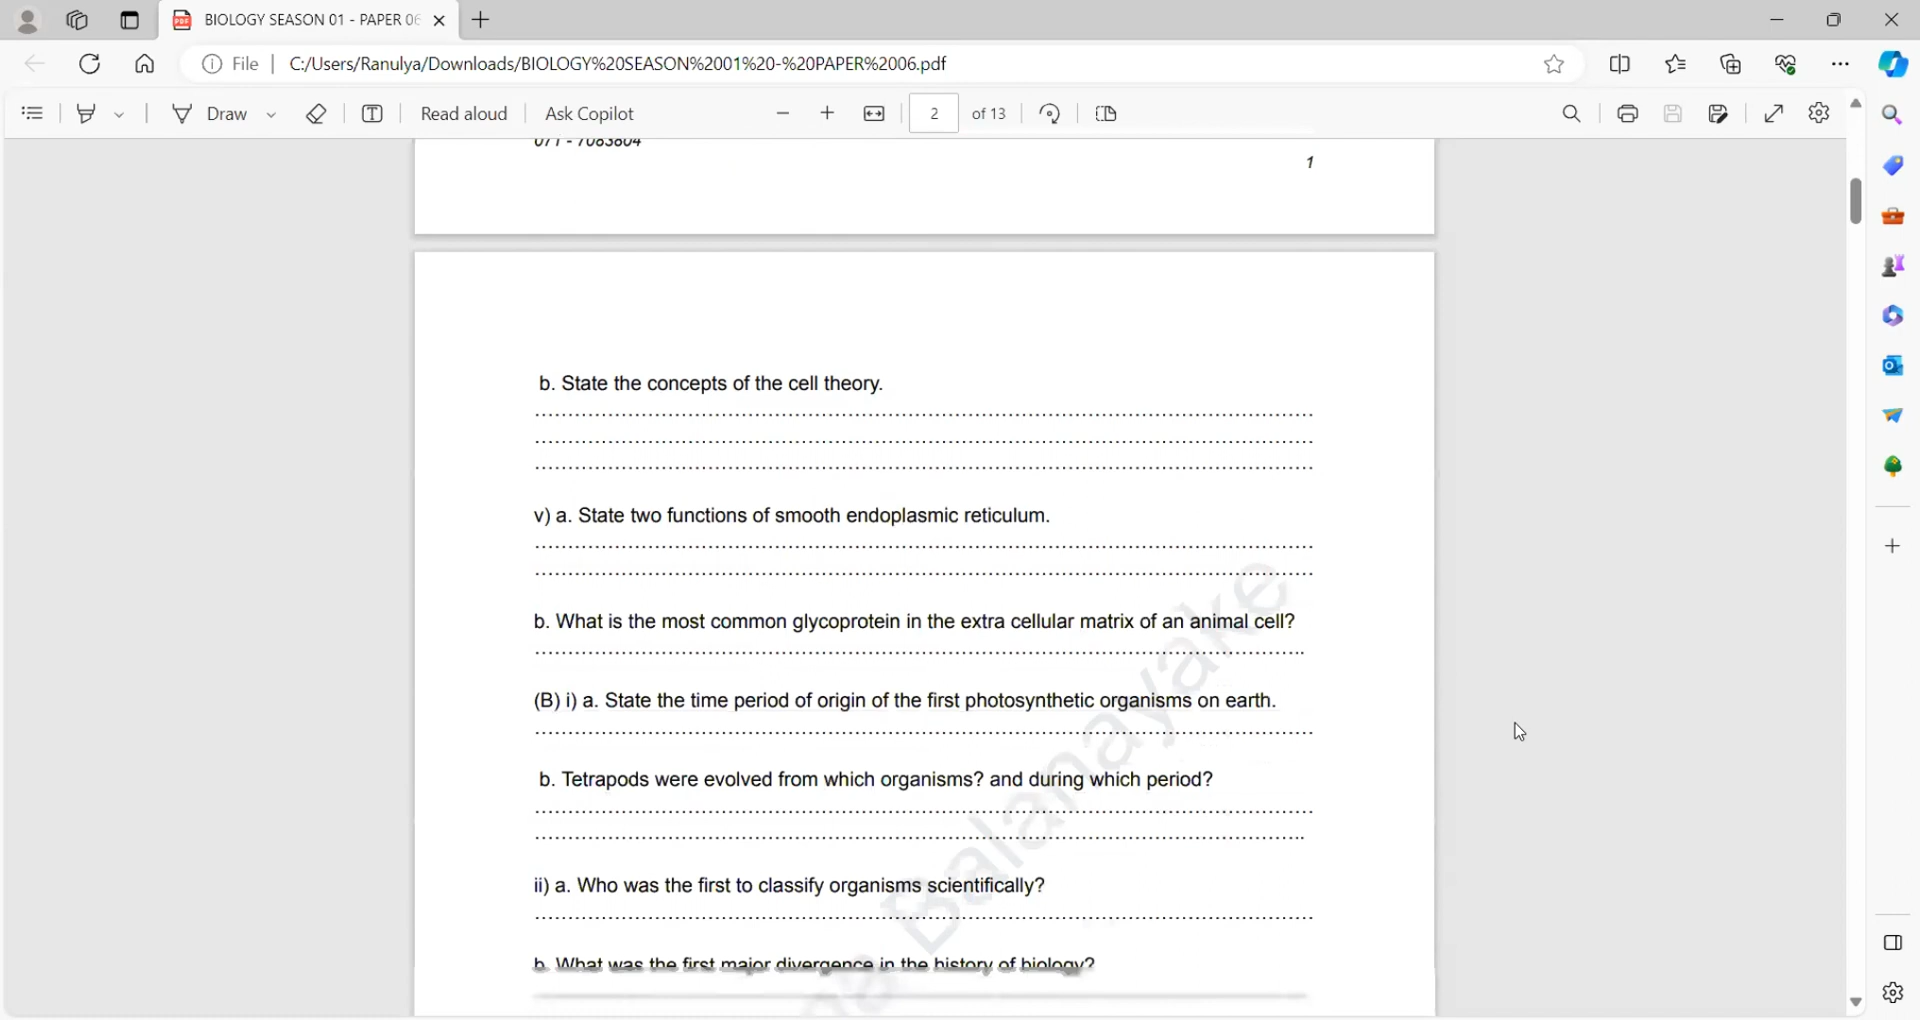 BIOLOGY SEASON 01 - PAPER 06
File
C:/Users/Ranulya/Downloads/BIOLOGY%20SEASON%2001%20-%20PAPER%2006.pdf
Draw
Read aloud
Ask Copilot
2 of 13
071 - 7083804
1
b. State the concepts of the cell theory.
v) a. State two functions of smooth endoplasmic reticulum.
b. What is the most common glycoprotein in the extra cellular matrix of an animal cell?
(B) i) a. State the time period of origin of the first photosynthetic organisms on earth.
b. Tetrapods were evolved from which organisms? and during which period?
ii) a. Who was the first to classify organisms scientifically?
b. What was the first major divergence in the history of biology?
Balanayake